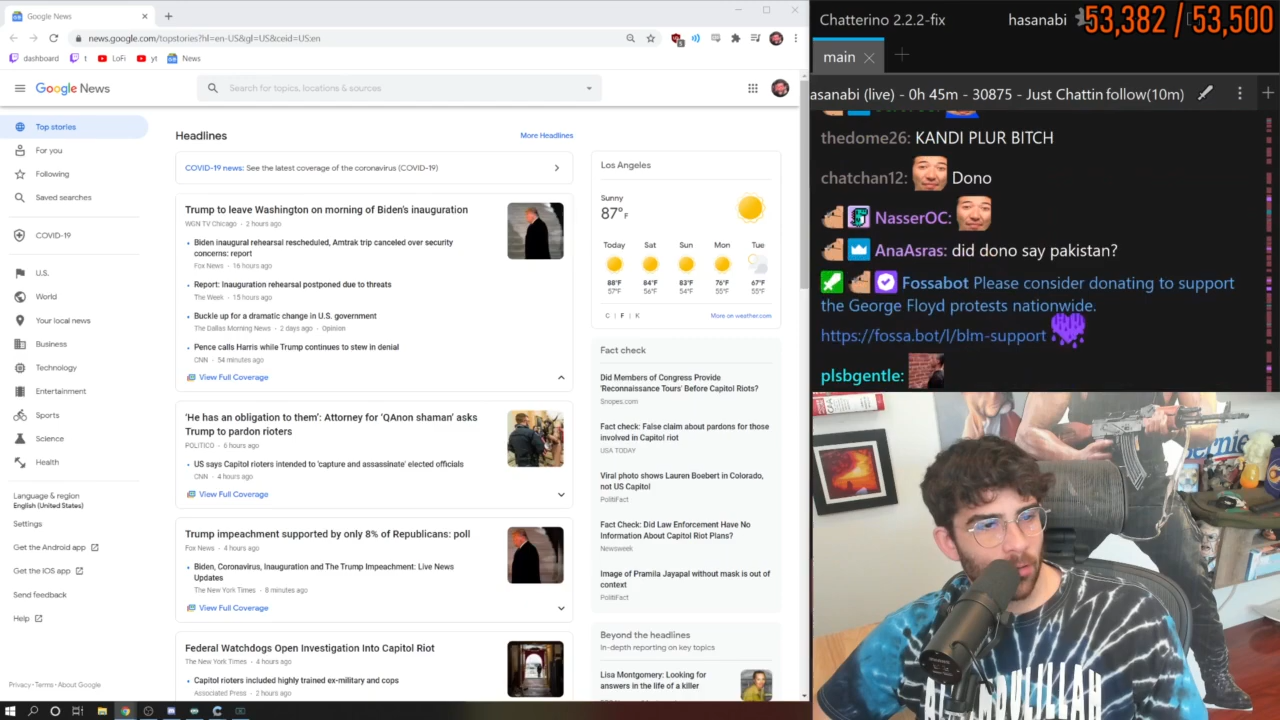 Google News
news.google.com/topstories?hl=en-US&gl=US&ceid=US:en
dashboard
t
LoFi
yt
News
Google News
Search for topics, locations & sources
Top stories
For you
Following
Saved searches
COVID-19
U.S.
World
Your local news
Business
Technology
Entertainment
Sports
Science
Health
Language & region
English (United States)
Settings
Get the Android app
Get the iOS app
Send feedback
Help
Privacy · Terms · About Google
Headlines
More Headlines
COVID-19 news: See the latest coverage of the coronavirus (COVID-19)
Trump to leave Washington on morning of Biden's inauguration
WGN TV Chicago · 2 hours ago
Biden inaugural rehearsal rescheduled, Amtrak trip canceled over security
concerns: report
Fox News · 16 hours ago
Report: Inauguration rehearsal postponed due to threats
The Week · 15 hours ago
Buckle up for a dramatic change in U.S. government
The Dallas Morning News · 2 days ago · Opinion
Pence calls Harris while Trump continues to stew in denial
CNN · 54 minutes ago
View Full Coverage
'He has an obligation to them': Attorney for 'QAnon shaman' asks
Trump to pardon rioters
POLITICO · 6 hours ago
US says Capitol rioters intended to 'capture and assassinate' elected officials
CNN · 4 hours ago
View Full Coverage
Trump impeachment supported by only 8% of Republicans: poll
Fox News · 4 hours ago
Biden, Coronavirus, Inauguration and The Trump Impeachment: Live News
Updates
The New York Times · 8 minutes ago
View Full Coverage
Federal Watchdogs Open Investigation Into Capitol Riot
The New York Times · 4 hours ago
Capitol rioters included highly trained ex-military and cops
Associated Press · 2 hours ago
Los Angeles
Sunny
87° F
Today Sat Sun Mon Tue
88°F 84°F 83°F 76°F 67°F
57°F 56°F 54°F 55°F 55°F
C | F | K
More on weather.com
Fact check
Did Members of Congress Provide
'Reconnaissance Tours' Before Capitol Riots?
Snopes.com
Fact check: False claim about pardons for those
involved in Capitol riot
USA TODAY
Viral photo shows Lauren Boebert in Colorado,
not US Capitol
PolitiFact
Fact Check: Did Law Enforcement Have No
Information About Capitol Riot Plans?
Newsweek
Image of Pramila Jayapal without mask is out of
context
PolitiFact
Beyond the headlines
In-depth reporting on key topics
Lisa Montgomery: Looking for
answers in the life of a killer
Chatterino 2.2.2-fix
hasanabi
53,382 / 53,500
main
asanabi (live) - 0h 45m - 30875 - Just Chattin follow(10m)
thedome26: KANDI PLUR BITCH
chatchan12: Dono
NasserOC:
AnaAsras: did dono say pakistan?
Fossabot Please consider donating to support
the George Floyd protests nationwide.
https://fossa.bot/l/blm-support
plsbgentle:
ernie